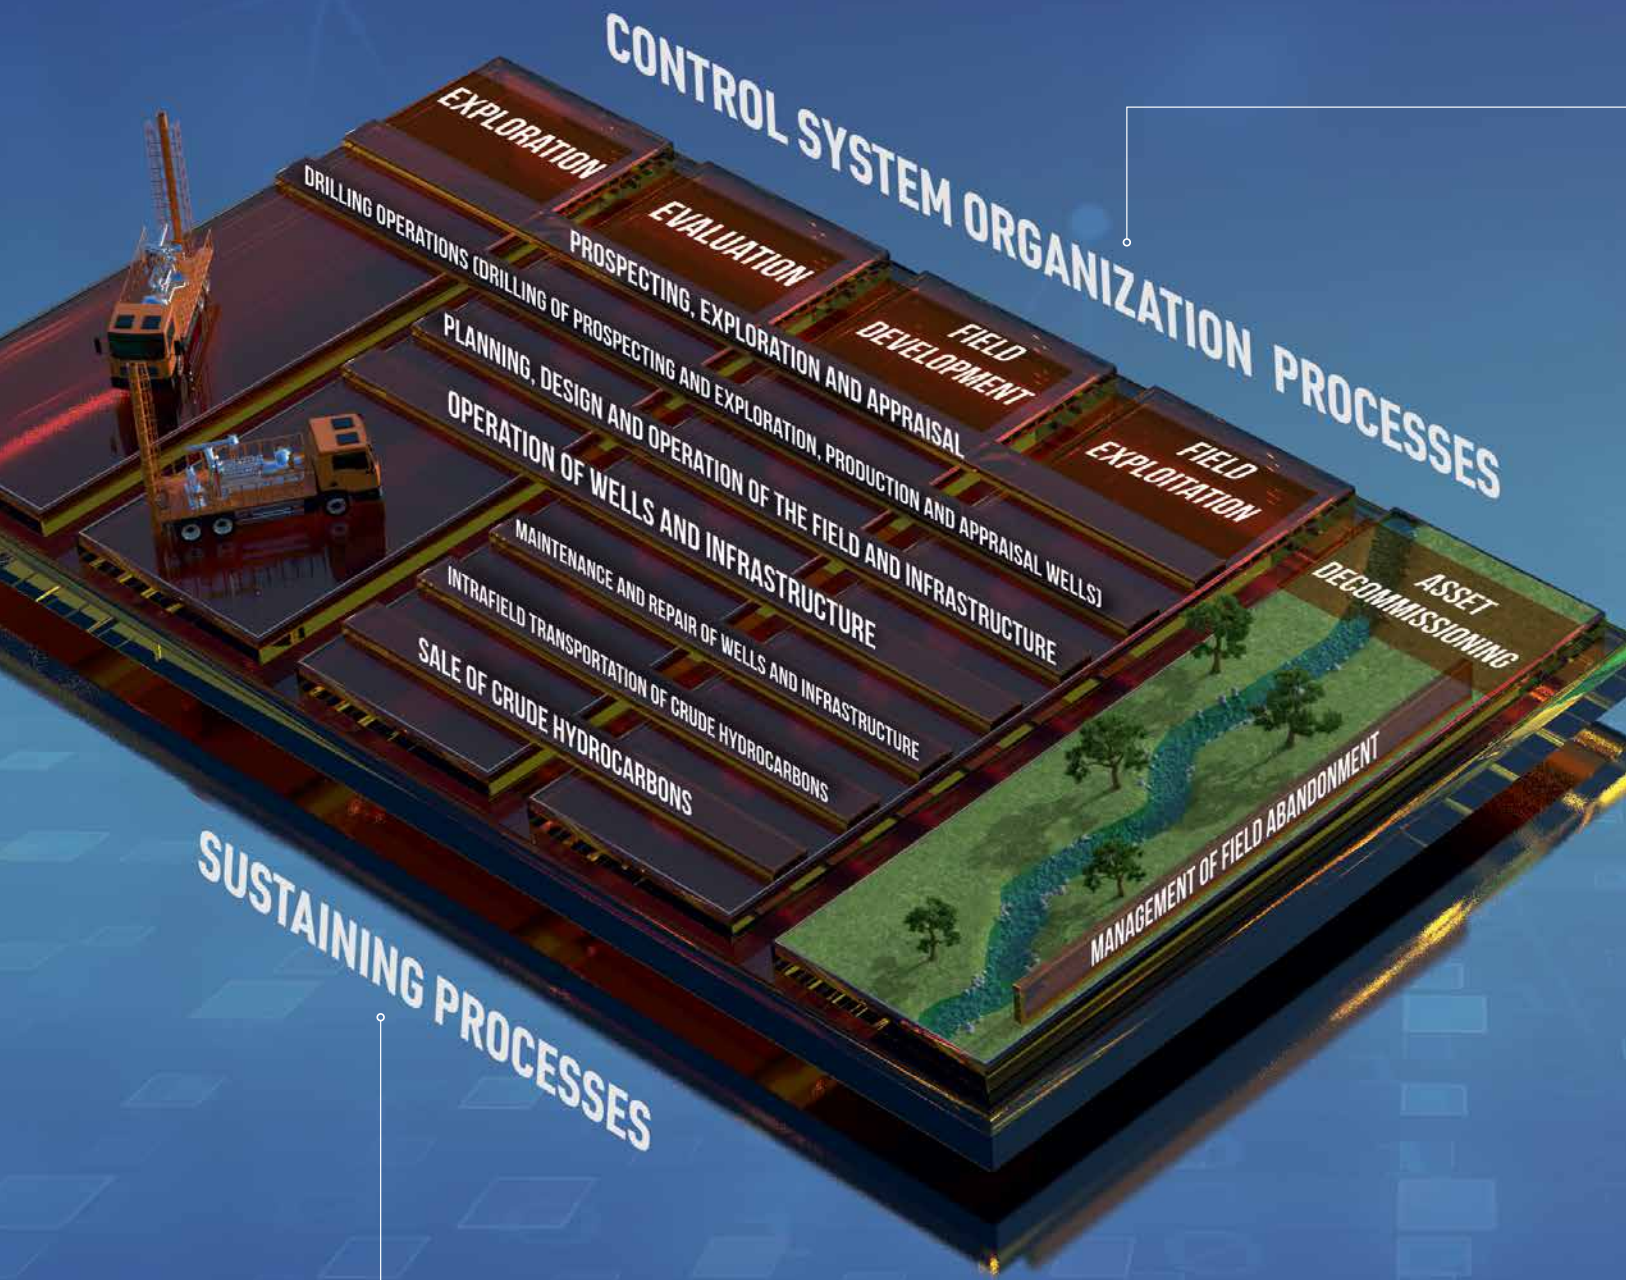 CONTROL SYSTEM ORGANIZATION PROCESSES
EXPLORATION
EVALUATION
FIELD
DEVELOPMENT
FIELD
EXPLOITATION
ASSET
DECOMMISSIONING
PROSPECTING, EXPLORATION AND APPRAISAL
DRILLING OPERATIONS (DRILLING OF PROSPECTING AND EXPLORATION, PRODUCTION AND APPRAISAL WELLS)
PLANNING, DESIGN AND OPERATION OF THE FIELD AND INFRASTRUCTURE
OPERATION OF WELLS AND INFRASTRUCTURE
MAINTENANCE AND REPAIR OF WELLS AND INFRASTRUCTURE
INTRAFIELD TRANSPORTATION OF CRUDE HYDROCARBONS
SALE OF CRUDE HYDROCARBONS
MANAGEMENT OF FIELD ABANDONMENT
SUSTAINING PROCESSES